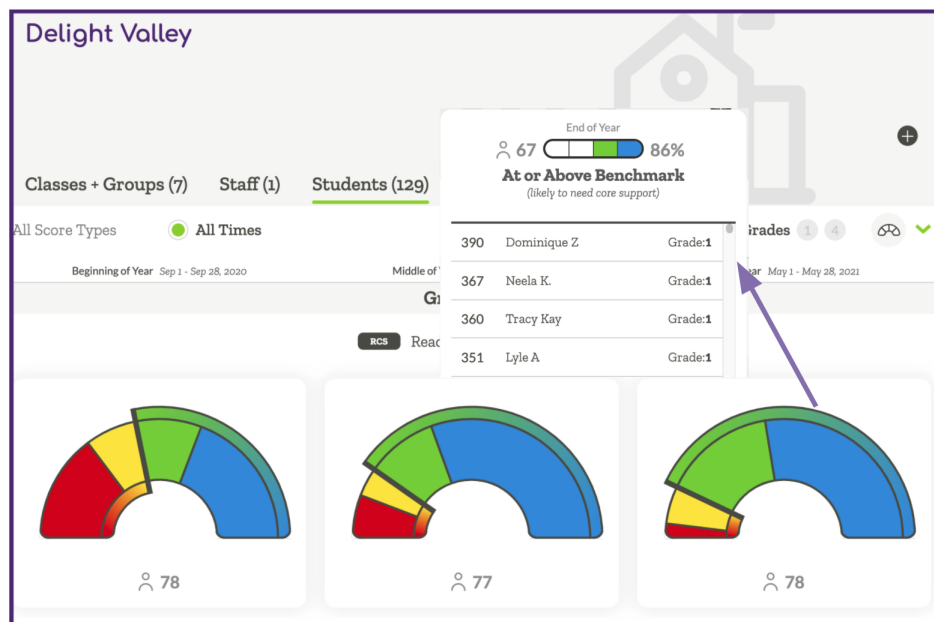 Delight Valley
End of Year
67 86%
At or Above Benchmark
(likely to need core support)
Classes + Groups (7) Staff (1) Students (129)
All Score Types All Times Grades 1 4
390 Dominique Z Grade:1
Beginning of Year Sep 1 - Sep 28, 2020 Middle of May 1 - May 28, 2021
367 Neela K. Grade:1
360 Tracy Kay Grade:1
RCS
351 Lyle A Grade:1
78
77
78